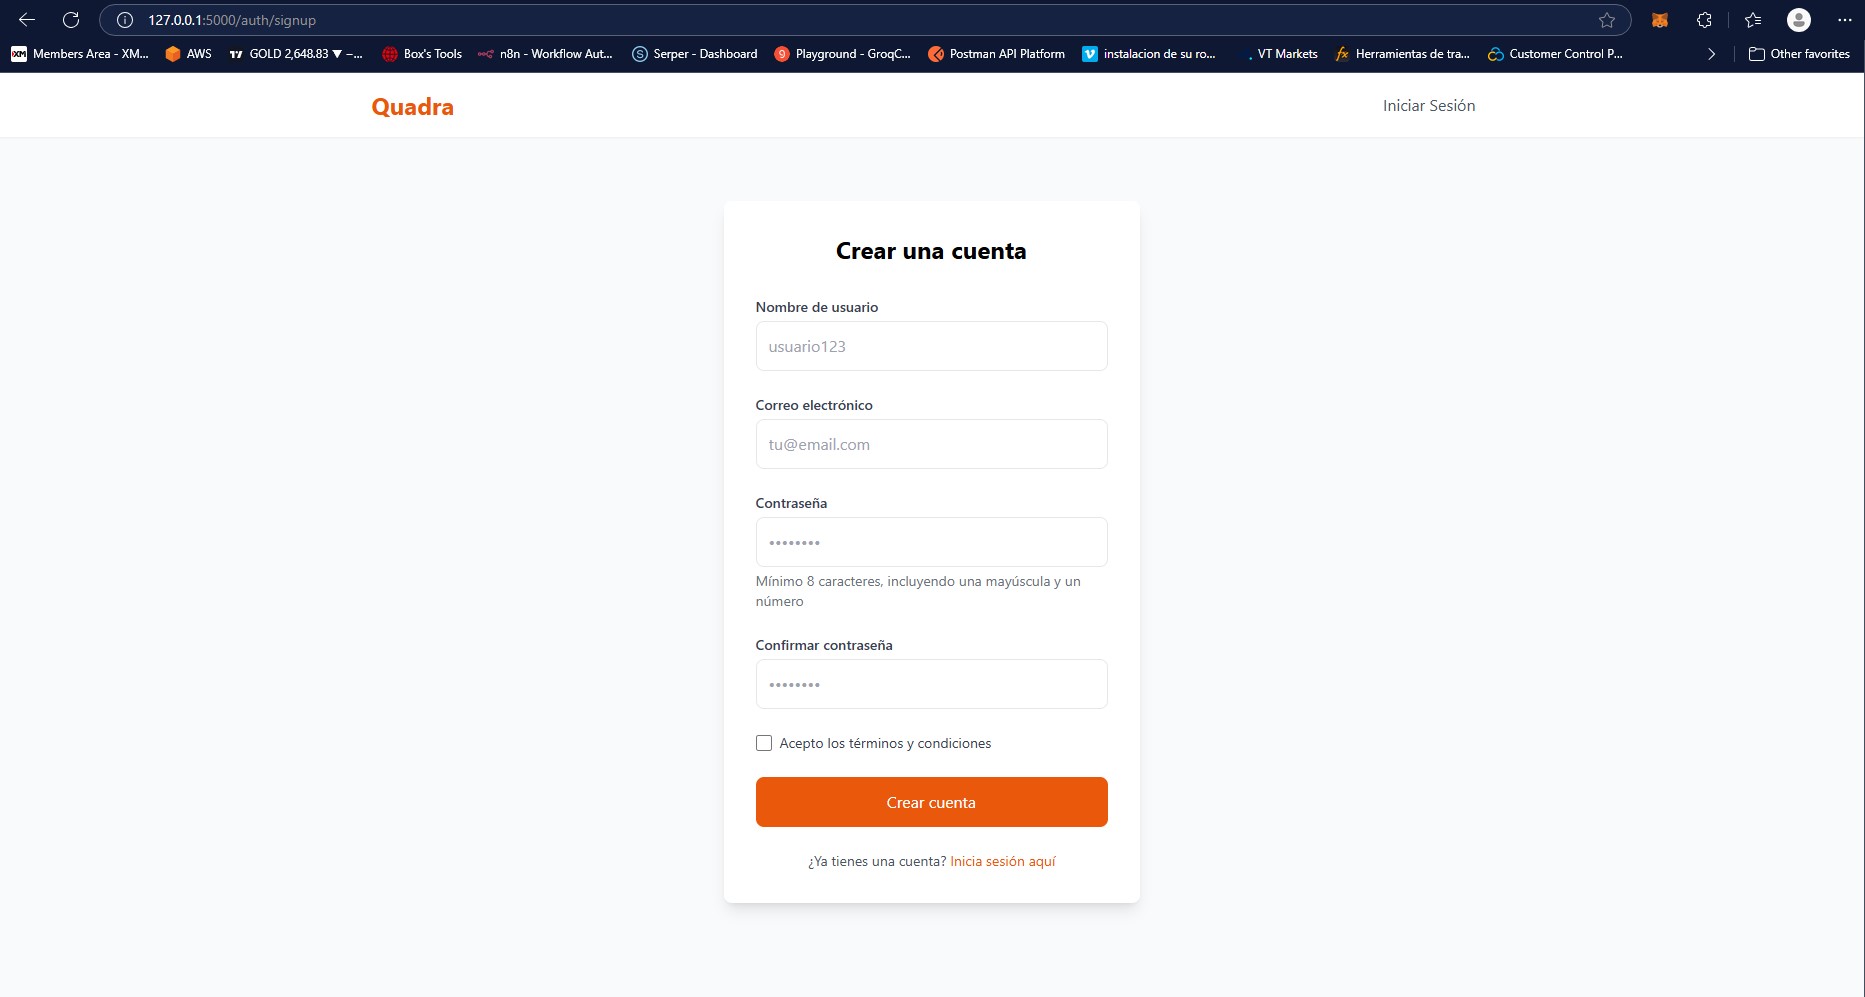 127.0.0.1:5000/auth/signup
Members Area - XM... AWS GOLD 2,648.83 ▼ −... Box's Tools n8n - Workflow Aut... Serper - Dashboard Playground - GroqC... Postman API Platform instalacion de su ro... VT Markets Herramientas de tra... Customer Control P... Other favorites
Quadra
Iniciar Sesión
Crear una cuenta
Nombre de usuario
usuario123
Correo electrónico
tu@email.com
Contraseña
••••••••
Mínimo 8 caracteres, incluyendo una mayúscula y un
número
Confirmar contraseña
••••••••
Acepto los términos y condiciones
Crear cuenta
¿Ya tienes una cuenta? Inicia sesión aquí